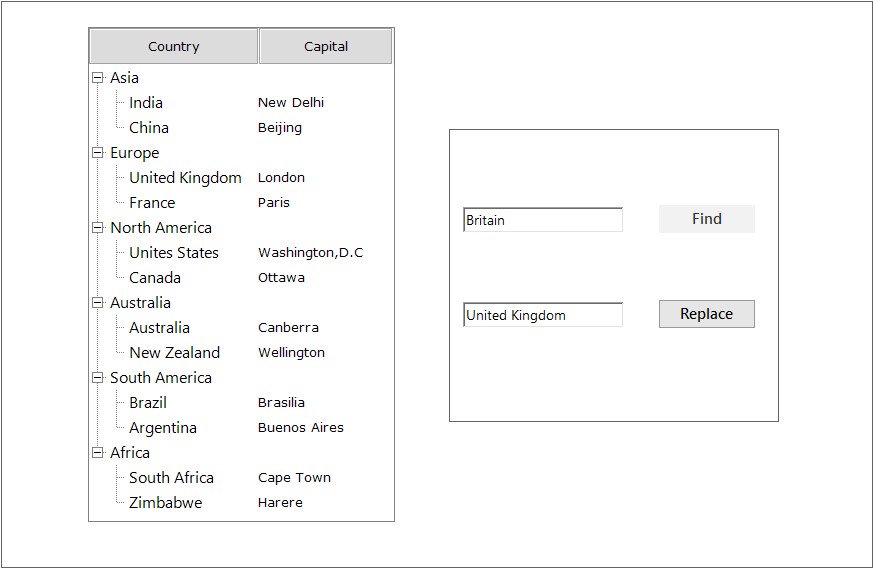 Country Capital
Asia
India New Delhi
China Beijing
Europe
United Kingdom London
France Paris
North America
Unites States Washington,D.C
Canada Ottawa
Australia
Australia Canberra
New Zealand Wellington
South America
Brazil Brasilia
Argentina Buenos Aires
Africa
South Africa Cape Town
Zimbabwe Harere
Britain Find
United Kingdom Replace